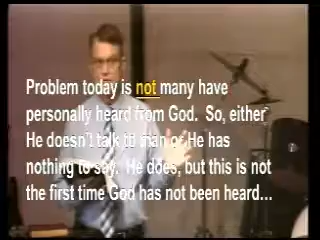 Problem today is not many have
personally heard from God.  So, either
He doesn't talk to man or He has
nothing to say.  He does, but this is not
the first time God has not been heard...